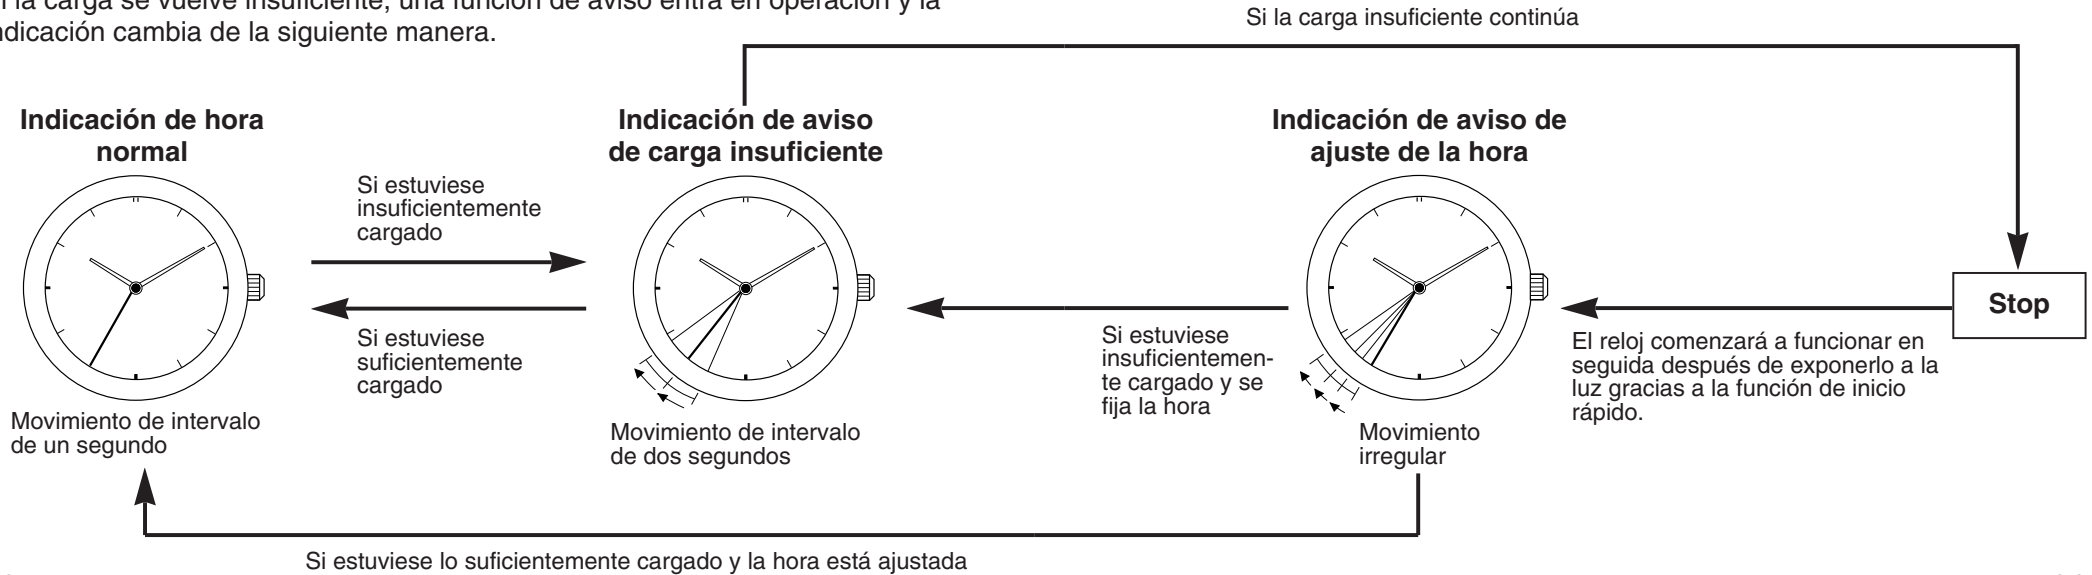 la carga se vuelve insuficiente, una función de aviso entra en operación y la
indicación cambia de la siguiente manera.
Si la carga insuficiente continúa
Indicación de hora
normal
Indicación de aviso
de carga insuficiente
Indicación de aviso de
ajuste de la hora
Si estuviese
insuficientemente
cargado
Si estuviese
suficientemente
cargado
Si estuviese
insuficientemen-
te cargado y se
fija la hora
Stop
El reloj comenzará a funcionar en
seguida después de exponerlo a la
luz gracias a la función de inicio
rápido.
Movimiento de intervalo
de un segundo
Movimiento de intervalo
de dos segundos
Movimiento
irregular
Si estuviese lo suficientemente cargado y la hora está ajustada